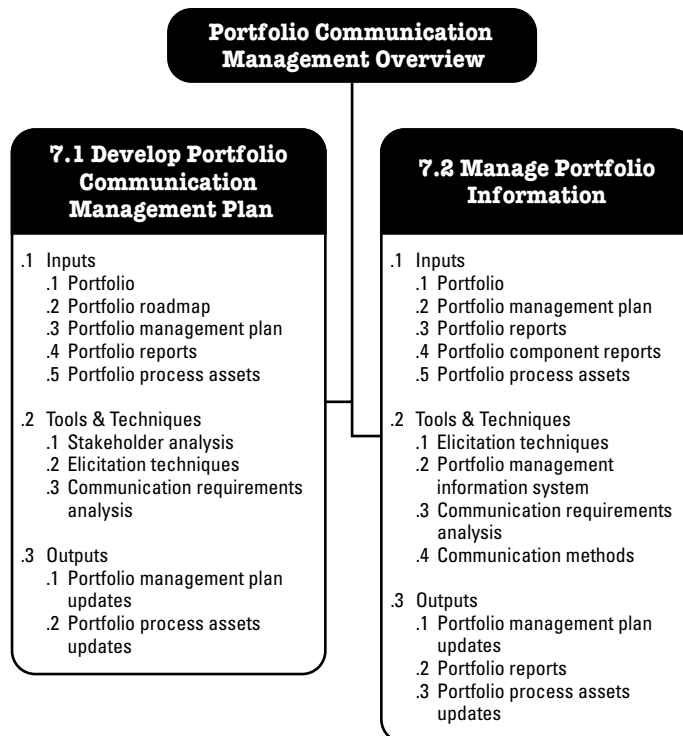 Portfolio Communication
Management Overview
7.1 Develop Portfolio
Communication
Management Plan
.1 Inputs
.1 Portfolio
.2 Portfolio roadmap
.3 Portfolio management plan
.4 Portfolio reports
.5 Portfolio process assets
.2 Tools & Techniques
.1 Stakeholder analysis
.2 Elicitation techniques
.3 Communication requirements
analysis
.3 Outputs
.1 Portfolio management plan
updates
.2 Portfolio process assets
updates
7.2 Manage Portfolio
Information
.1 Inputs
.1 Portfolio
.2 Portfolio management plan
.3 Portfolio reports
.4 Portfolio component reports
.5 Portfolio process assets
.2 Tools & Techniques
.1 Elicitation techniques
.2 Portfolio management
information system
.3 Communication requirements
analysis
.4 Communication methods
.3 Outputs
.1 Portfolio management plan
updates
.2 Portfolio reports
.3 Portfolio process assets
updates